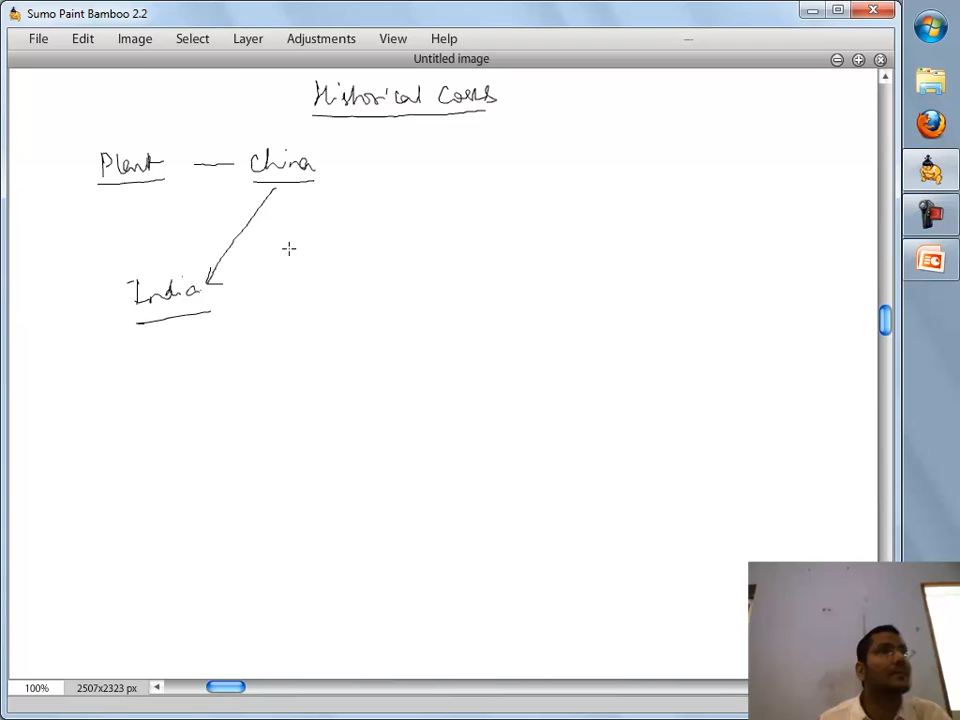 Sumo Paint Bamboo 2.2
File Edit Image Select Layer Adjustments View Help
Untitled image
Historical Costs
Plant — China
India
100% 2507x2323 px